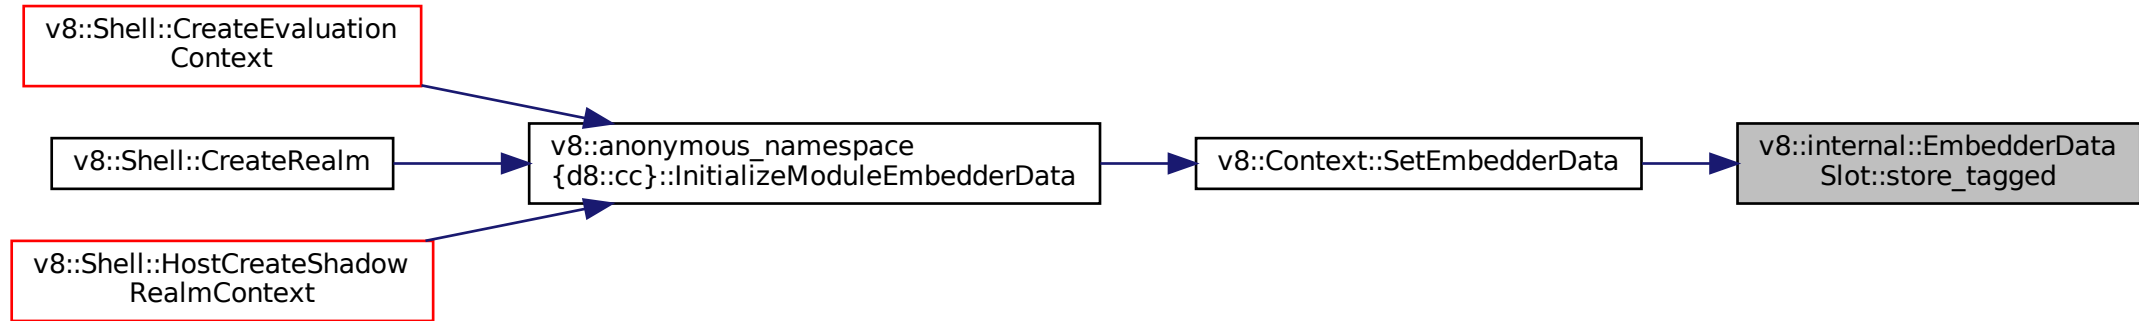 v8::Shell::CreateEvaluation
Context
v8::Shell::CreateRealm
v8::Shell::HostCreateShadow
RealmContext
v8::anonymous_namespace
{d8::cc}::InitializeModuleEmbedderData
v8::Context::SetEmbedderData
v8::internal::EmbedderData
Slot::store_tagged